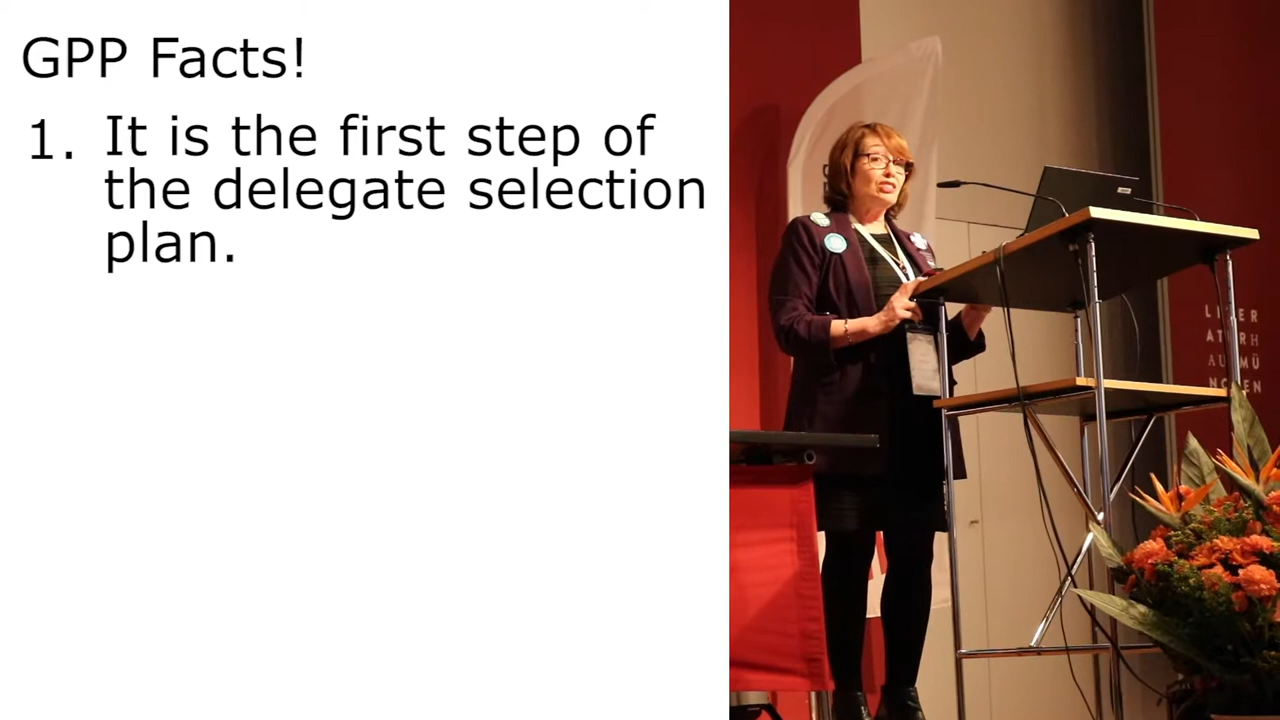 GPP Facts!
1. It is the first step of
the delegate selection
plan.